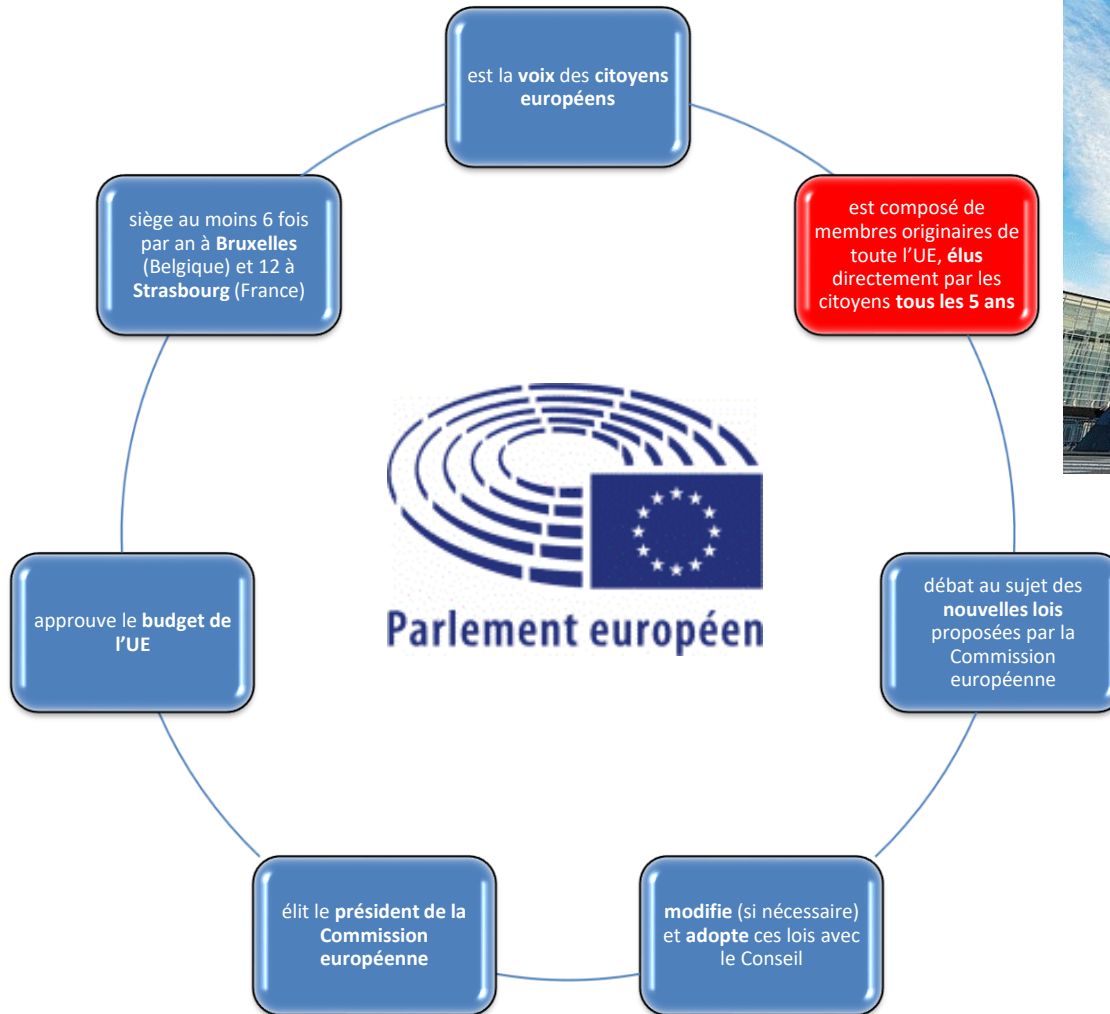 est la voix des citoyens
européens
est composé de
membres originaires de
toute l’UE, élus
directement par les
citoyens tous les 5 ans
débat au sujet des
nouvelles lois
proposées par la
Commission
européenne
modifie (si nécessaire)
et adopte ces lois avec
le Conseil
élit le président de la
Commission
européenne
approuve le budget de
l’UE
siège au moins 6 fois
par an à Bruxelles
(Belgique) et 12 à
Strasbourg (France)
Parlement européen